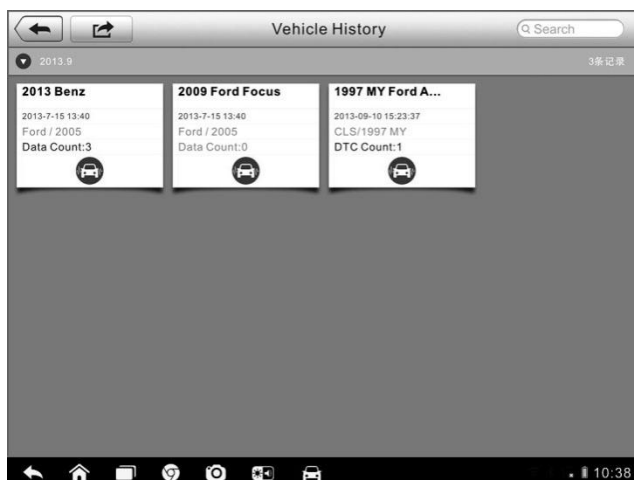 Vehicle History
Search
2013.9
3条记录
2013 Benz
2013-7-15 13:40
Ford / 2005
Data Count:3
2009 Ford Focus
2013-7-15 13:40
Ford / 2005
Data Count:0
1997 MY Ford A...
2013-09-10 15:23:37
CLS/1997 MY
DTC Count:1
10:38